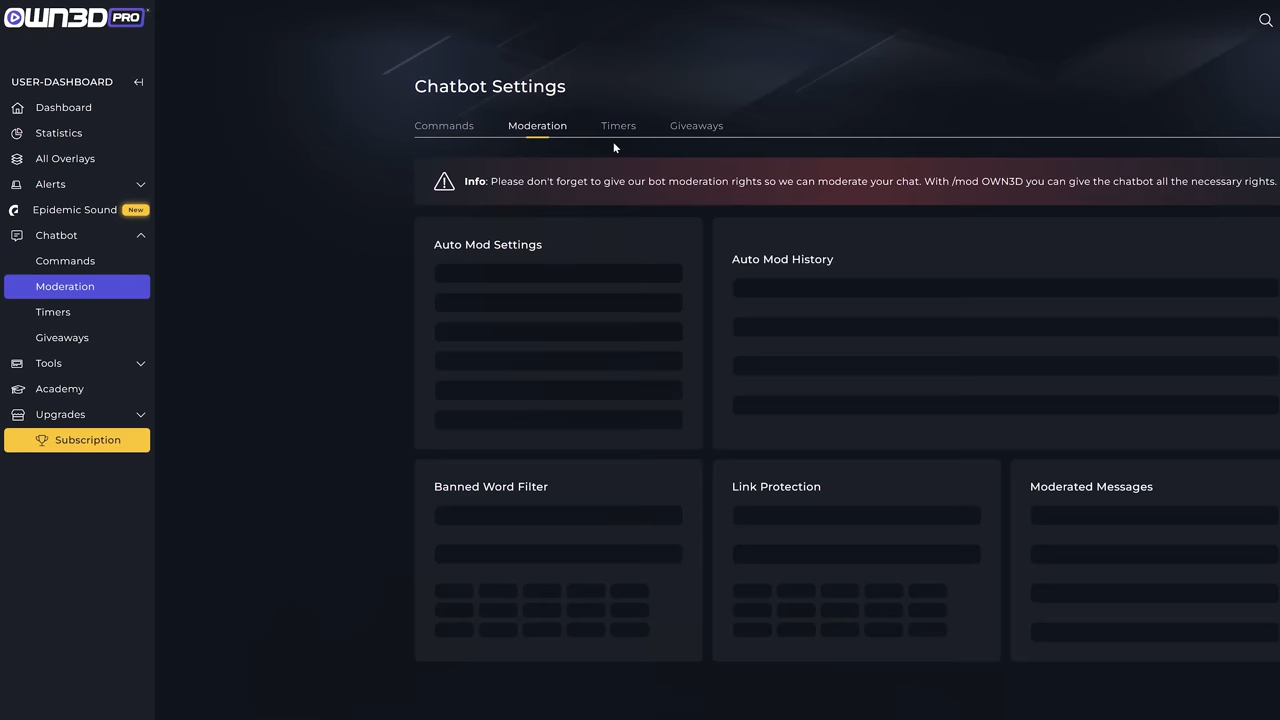 OWN3D PRO
USER-DASHBOARD
Dashboard
Statistics
All Overlays
Alerts
Epidemic Sound New
Chatbot
Commands
Moderation
Timers
Giveaways
Tools
Academy
Upgrades
Subscription
Chatbot Settings
Commands Moderation Timers Giveaways
Info: Please don't forget to give our bot moderation rights so we can moderate your chat. With /mod OWN3D you can give the chatbot all the necessary rights.
Auto Mod Settings
Auto Mod History
Banned Word Filter
Link Protection
Moderated Messages